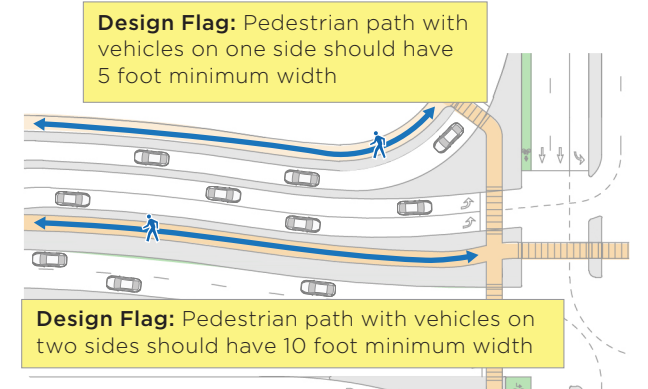 Design Flag: Pedestrian path with
vehicles on one side should have
5 foot minimum width
Design Flag: Pedestrian path with vehicles on
two sides should have 10 foot minimum width